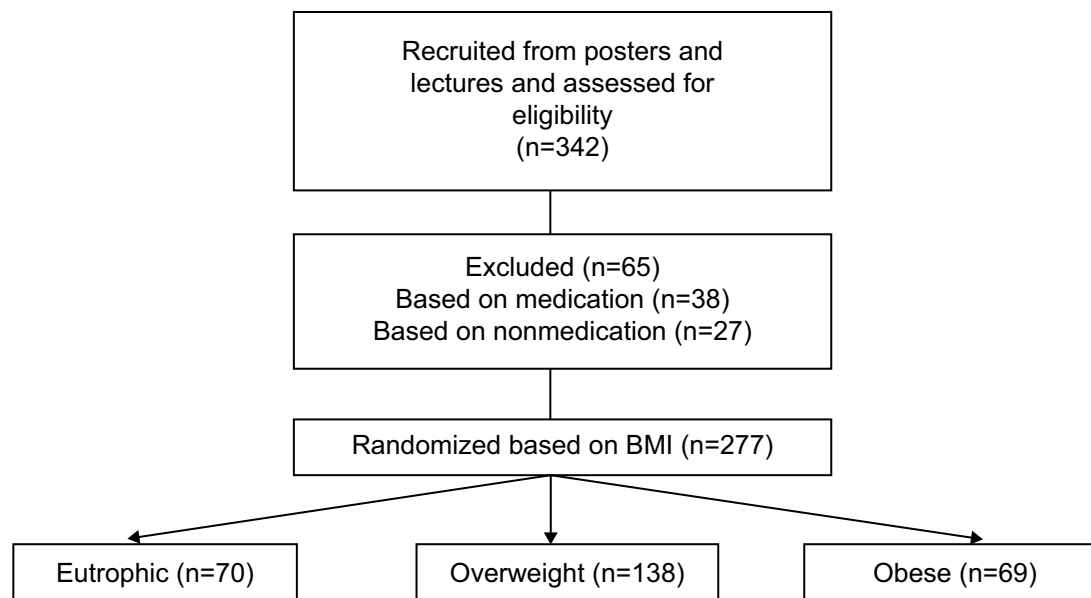 Recruited from posters and
lectures and assessed for
eligibility
(n=342)
Excluded (n=65)
Based on medication (n=38)
Based on nonmedication (n=27)
Randomized based on BMI (n=277)
Eutrophic (n=70)
Overweight (n=138)
Obese (n=69)